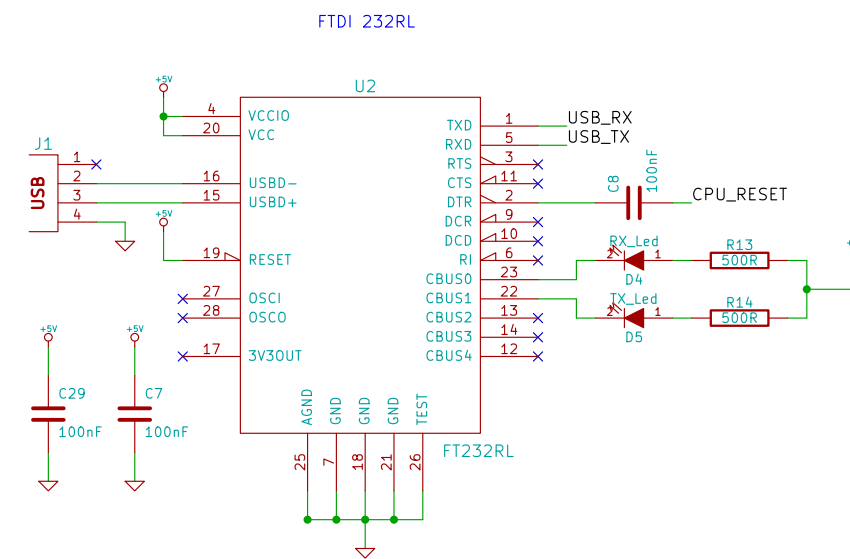 FTDI 232RL
U2
FT232RL
+5V
4 VCCIO
20 VCC
16 USBD-
15 USBD+
+5V
19 RESET
27 OSCI
28 OSCO
17 3V3OUT
TXD 1 USB_RX
RXD 5 USB_TX
RTS 3
CTS 11
DTR 2
DCR 9
DCD 10
RI 6
CBUS0 23
CBUS1 22
CBUS2 13
CBUS3 14
CBUS4 12
AGND 25
GND 7
GND 18
GND 21
TEST 26
J1
USB
1
2
3
4
C8
100nF
CPU_RESET
RX_Led
2 1
D4
R13
500R
TX_Led
2 1
D5
R14
500R
+5V
C29
100nF
+5V
C7
100nF